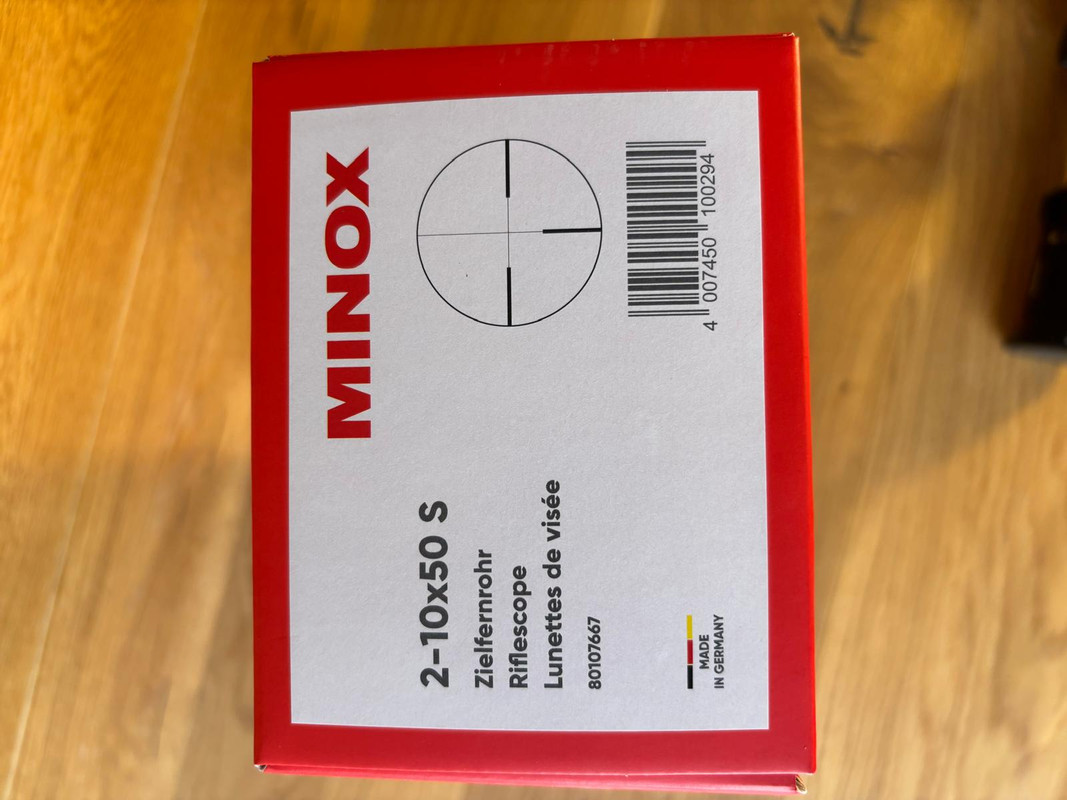 MINOX
2-10x50 S
Zielfernrohr
Riflescope
Lunettes de visée
80107667
MADE
IN GERMANY
4 007450 100294